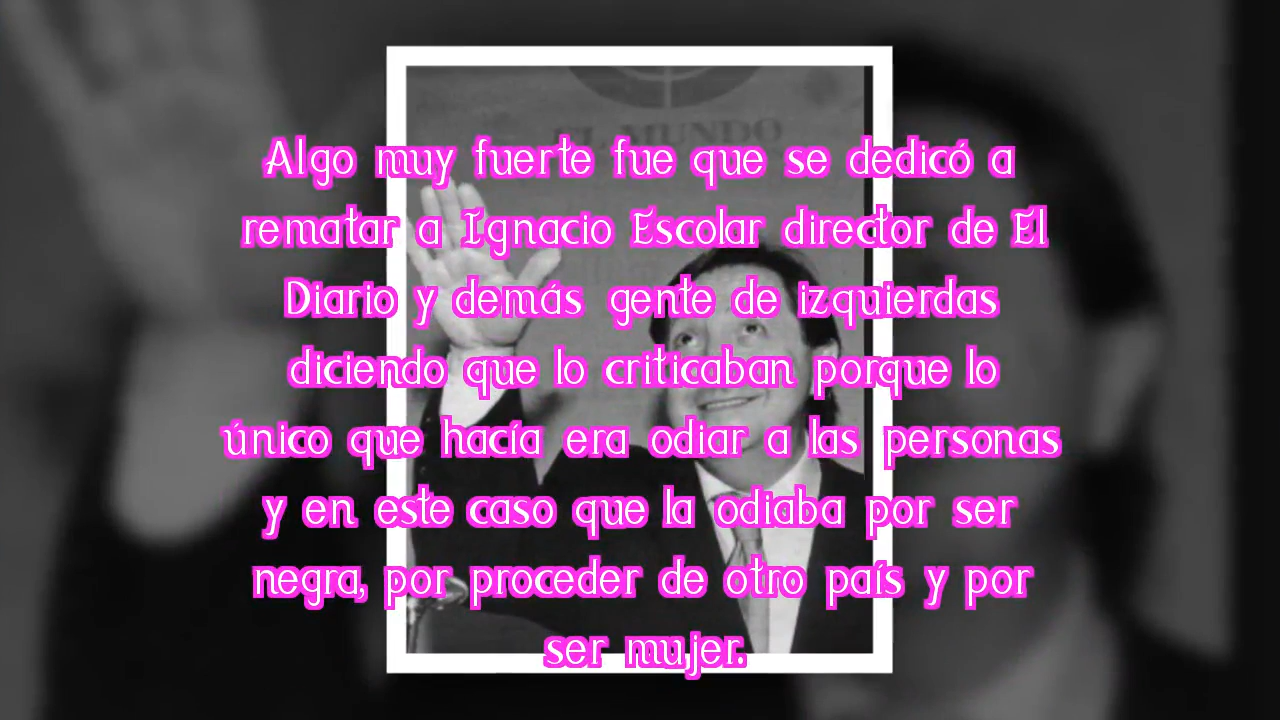 EL MUNDO
Algo muy fuerte fue que se dedicó a
rematar a Ignacio Escolar director de El
Diario y demás gente de izquierdas
diciendo que lo criticaban porque lo
único que hacía era odiar a las personas
y en este caso que la odiaba por ser
negra, por proceder de otro país y por
ser mujer.